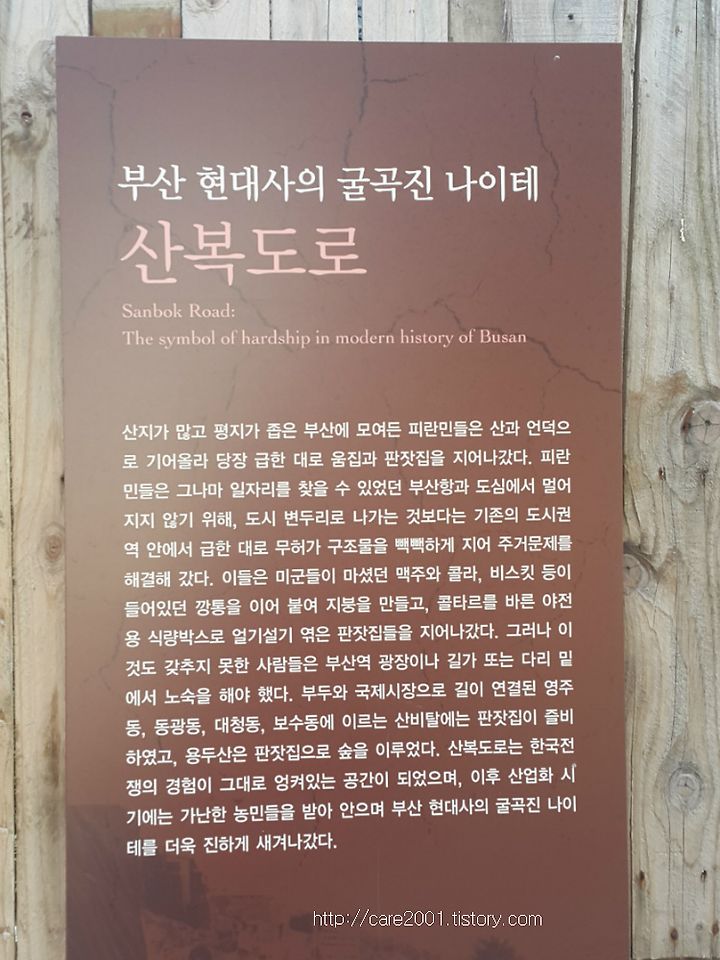 부산 현대사의 굴곡진 나이테
산복도로
Sanbok Road:
The symbol of hardship in modern history of Busan
산지가 많고 평지가 좁은 부산에 모여든 피란민들은 산과 언덕으
로 기어올라 당장 급한 대로 움집과 판잣집을 지어나갔다. 피란
민들은 그나마 일자리를 찾을 수 있었던 부산항과 도심에서 멀어
지지 않기 위해, 도시 변두리로 나가는 것보다는 기존의 도시권
역 안에서 급한 대로 무허가 구조물을 빽빽하게 지어 주거문제를
해결해 갔다. 이들은 미군들이 마셨던 맥주와 콜라, 비스킷 등이
들어있던 깡통을 이어 붙여 지붕을 만들고, 콜타르를 바른 야전
용 식량박스로 얼기설기 엮은 판잣집들을 지어나갔다. 그러나 이
것도 갖추지 못한 사람들은 부산역 광장이나 길가 또는 다리 밑
에서 노숙을 해야 했다. 부두와 국제시장으로 길이 연결된 영주
동, 동광동, 대청동, 보수동에 이르는 산비탈에는 판잣집이 즐비
하였고, 용두산은 판잣집으로 숲을 이루었다. 산복도로는 한국전
쟁의 경험이 그대로 엉켜있는 공간이 되었으며, 이후 산업화 시
기에는 가난한 농민들을 받아 안으며 부산 현대사의 굴곡진 나이
테를 더욱 진하게 새겨나갔다.
http://care2001.tistory.com